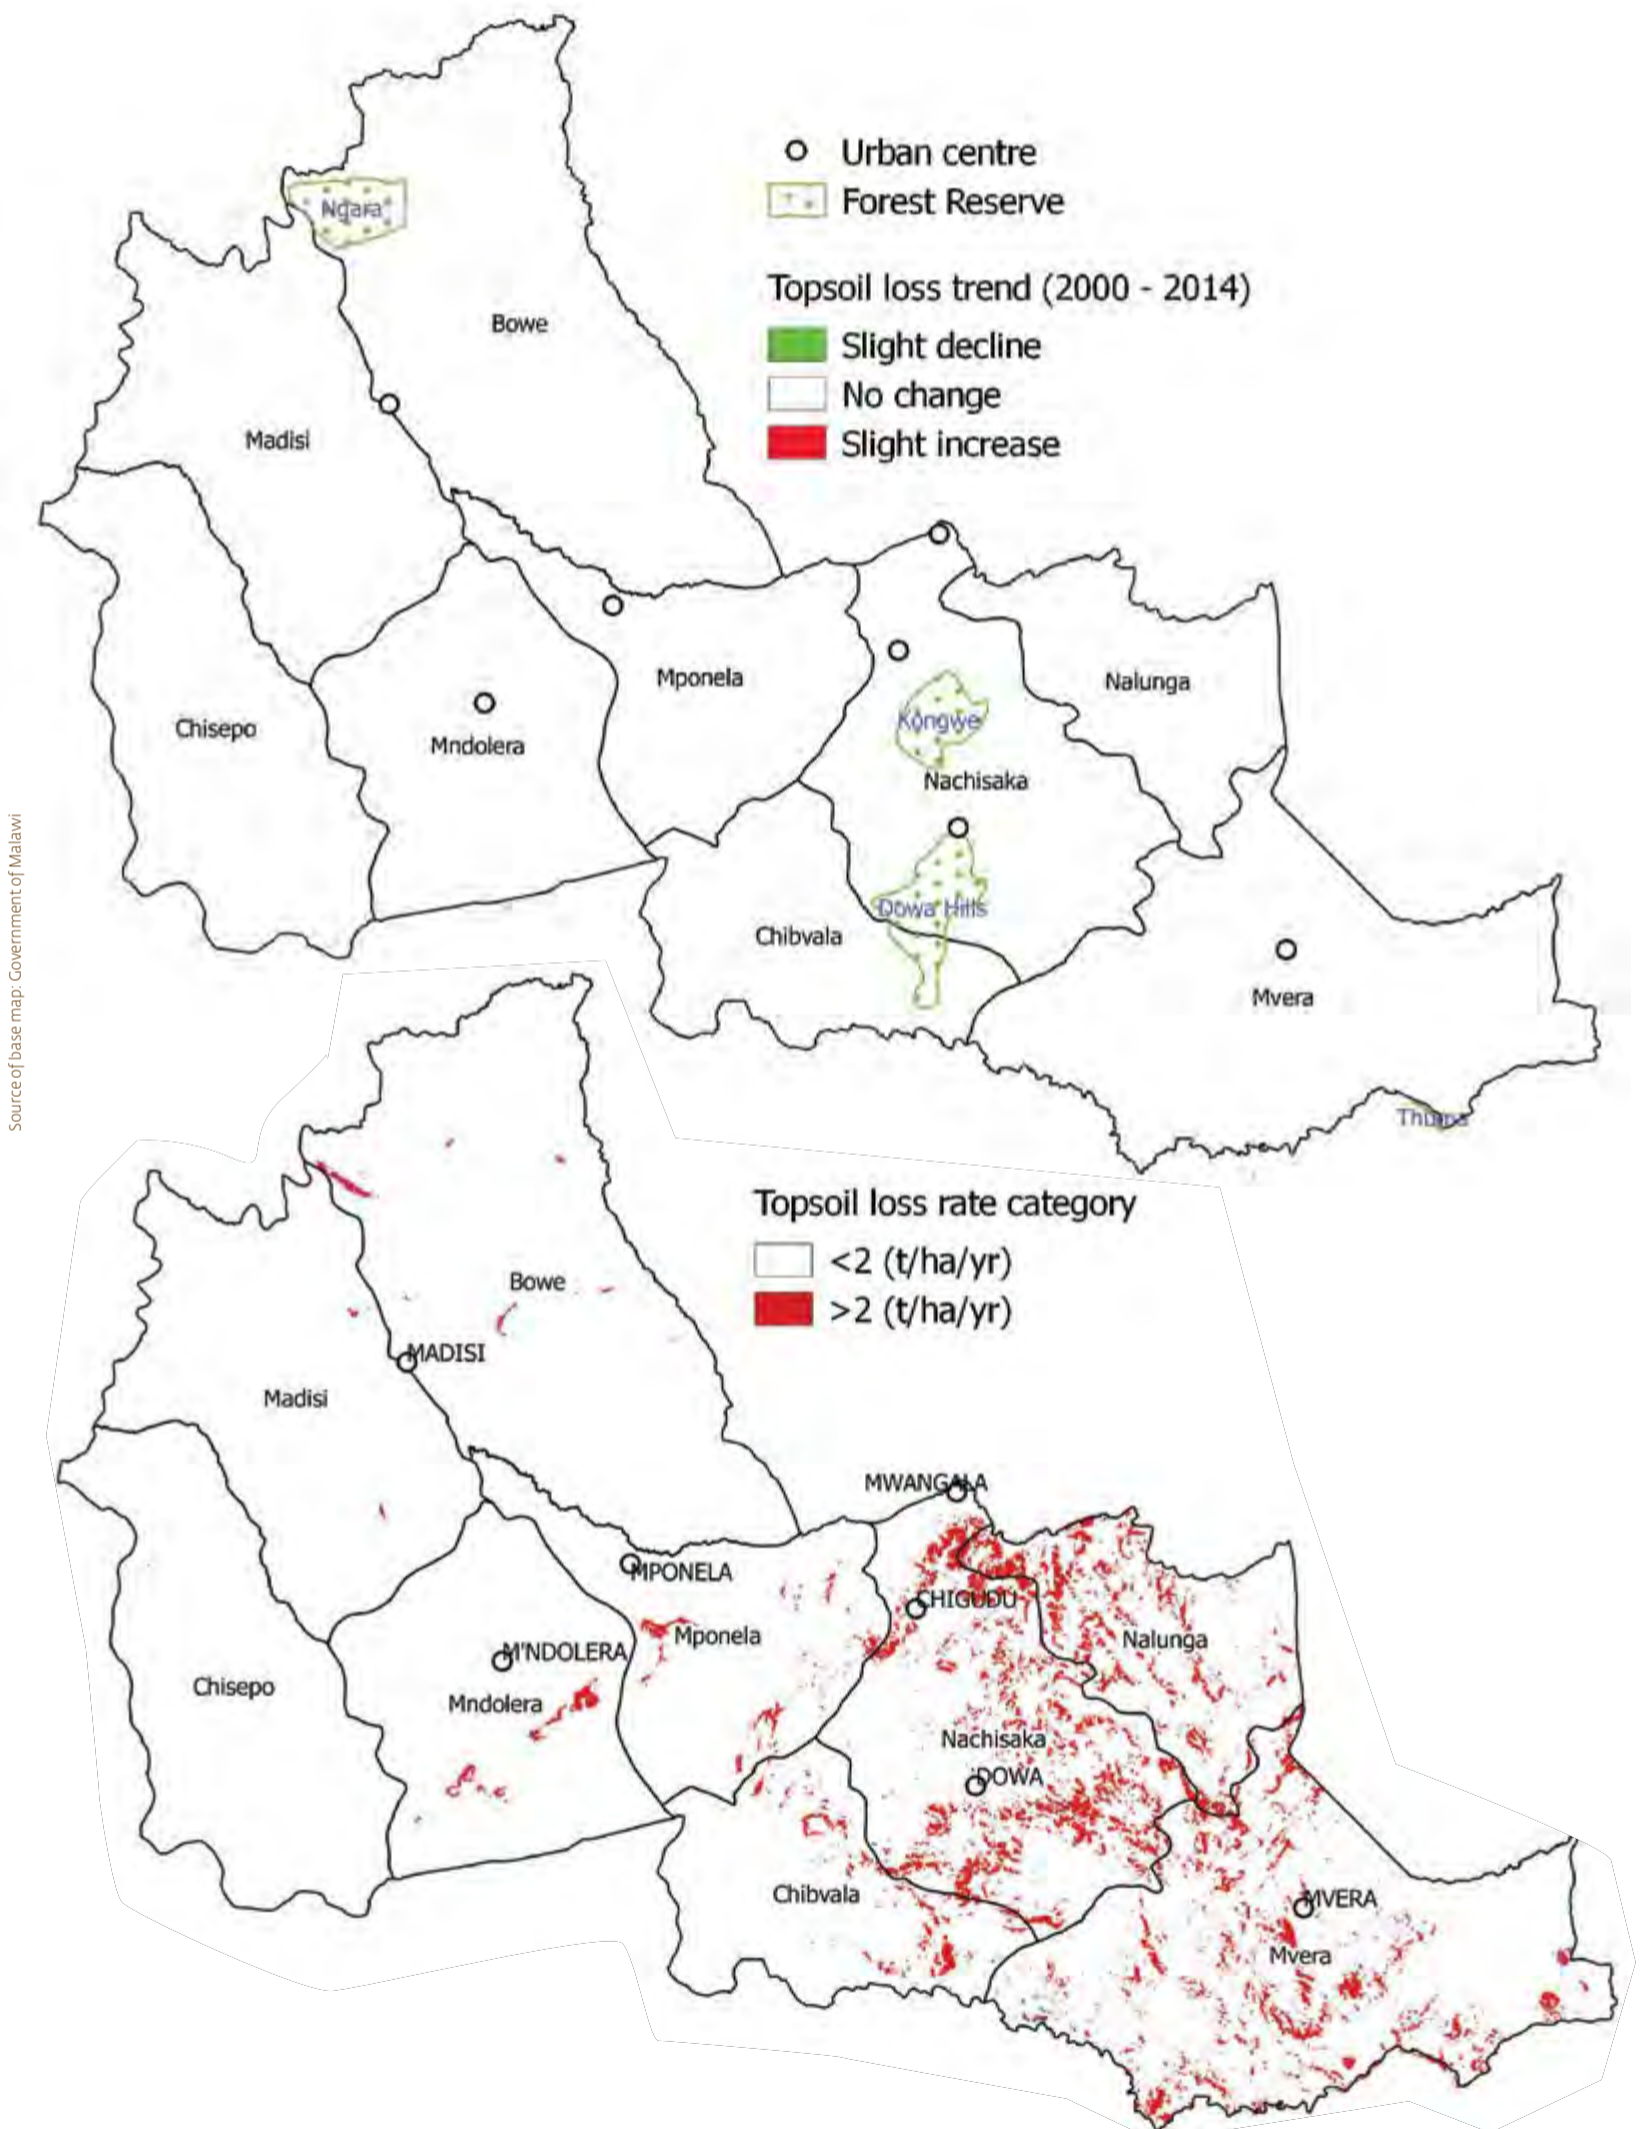 Urban centre
Forest Reserve
Topsoil loss trend (2000 - 2014)
Slight decline
No change
Slight increase
Ngara
Bowe
Madisi
Chisepo
Mndolera
Mponela
Kongwe
Nachisaka
Nalunga
Dowa Hills
Chibvala
Mvera
Thuma
Source of base map: Government of Malawi
Topsoil loss rate category
<2 (t/ha/yr)
>2 (t/ha/yr)
Bowe
MADISI
Madisi
MWANGALA
MPONELA
CHIGUDU
M'NDOLERA
Mponela
Nalunga
Chisepo
Mndolera
Nachisaka
DOWA
Chibvala
MVERA
Mvera